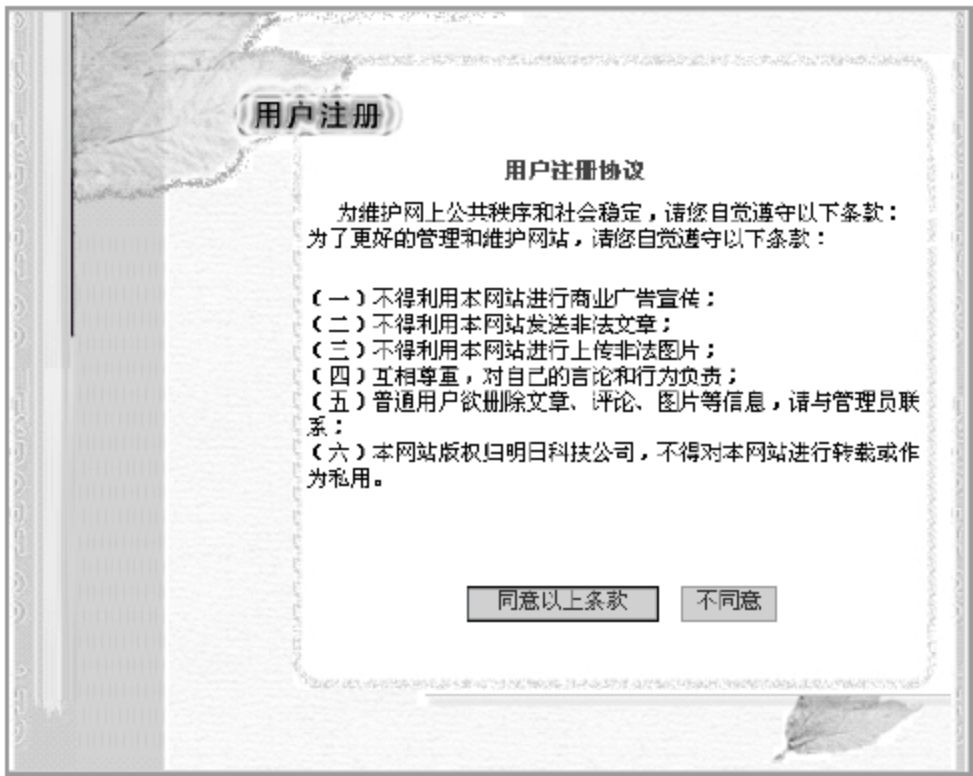 用户注册
用户注册协议
为维护网上公共秩序和社会稳定，请您自觉遵守以下条款：
为了更好的管理和维护网站，请您自觉遵守以下条款：
（一）不得利用本网站进行商业广告宣传；
（二）不得利用本网站发送非法文章；
（三）不得利用本网站进行上传非法图片；
（四）互相尊重，对自己的言论和行为负责；
（五）普通用户欲删除文章、评论、图片等信息，请与管理员联
系；
（六）本网站版权归明日科技公司，不得对本网站进行转载或作
为私用。
同意以上条款 不同意